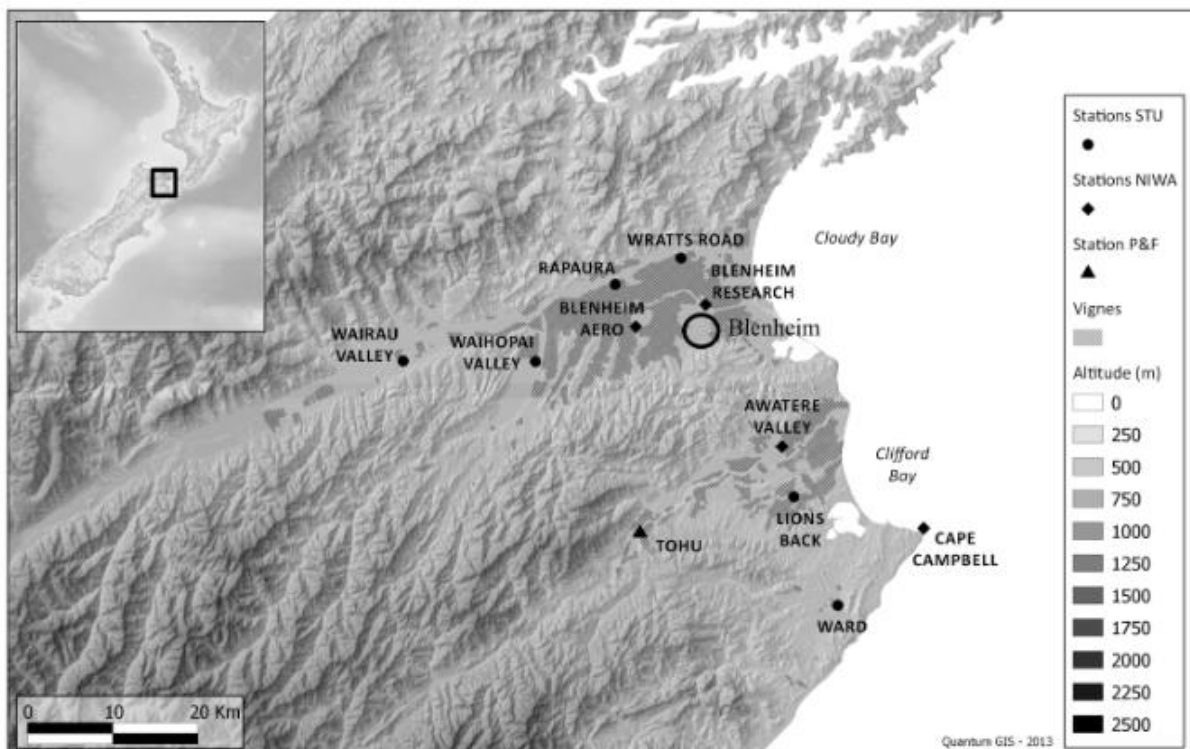 Cloudy Bay
WRATTS ROAD
RAPAURA
BLENHEIM
RESEARCH
BLENHEIM
AERO
Blenheim
WAIRAU
VALLEY
WAIHOPAI
VALLEY
AWATERE
VALLEY
Clifford
Bay
LIONS
BACK
TOHU
CAPE
CAMPBELL
WARD
0 10 20 Km
Quantum GIS - 2013
Stations STU
Stations NIWA
Station P&F
Vignes
Altitude (m)
0
250
500
750
1000
1250
1500
1750
2000
2250
2500